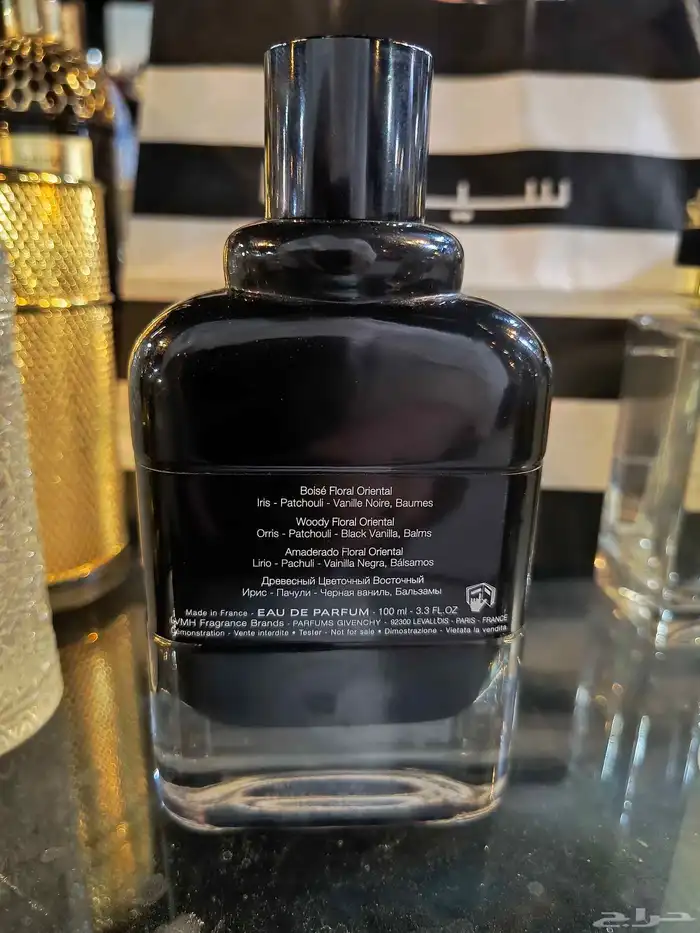 Boisé Floral Oriental
Iris - Patchouli - Vanille Noire, Baumes
Woody Floral Oriental
Orris - Patchouli - Black Vanilla, Balms
Amaderado Floral Oriental
Lirio - Pachuli - Vainilla Negra, Bálsamos
Древесный Цветочный Восточный
Ирис - Пачули - Черная ваниль, Бальзамы
Made in France - EAU DE PARFUM - 100 ml - 3.3 FL.OZ
LVMH Fragrance Brands - PARFUMS GIVENCHY - 92300 LEVALLOIS - PARIS - FRANCE
Démonstration - Vente interdite • Tester - Not for sale • Dimostrazione - Vietata la vendita
حراج